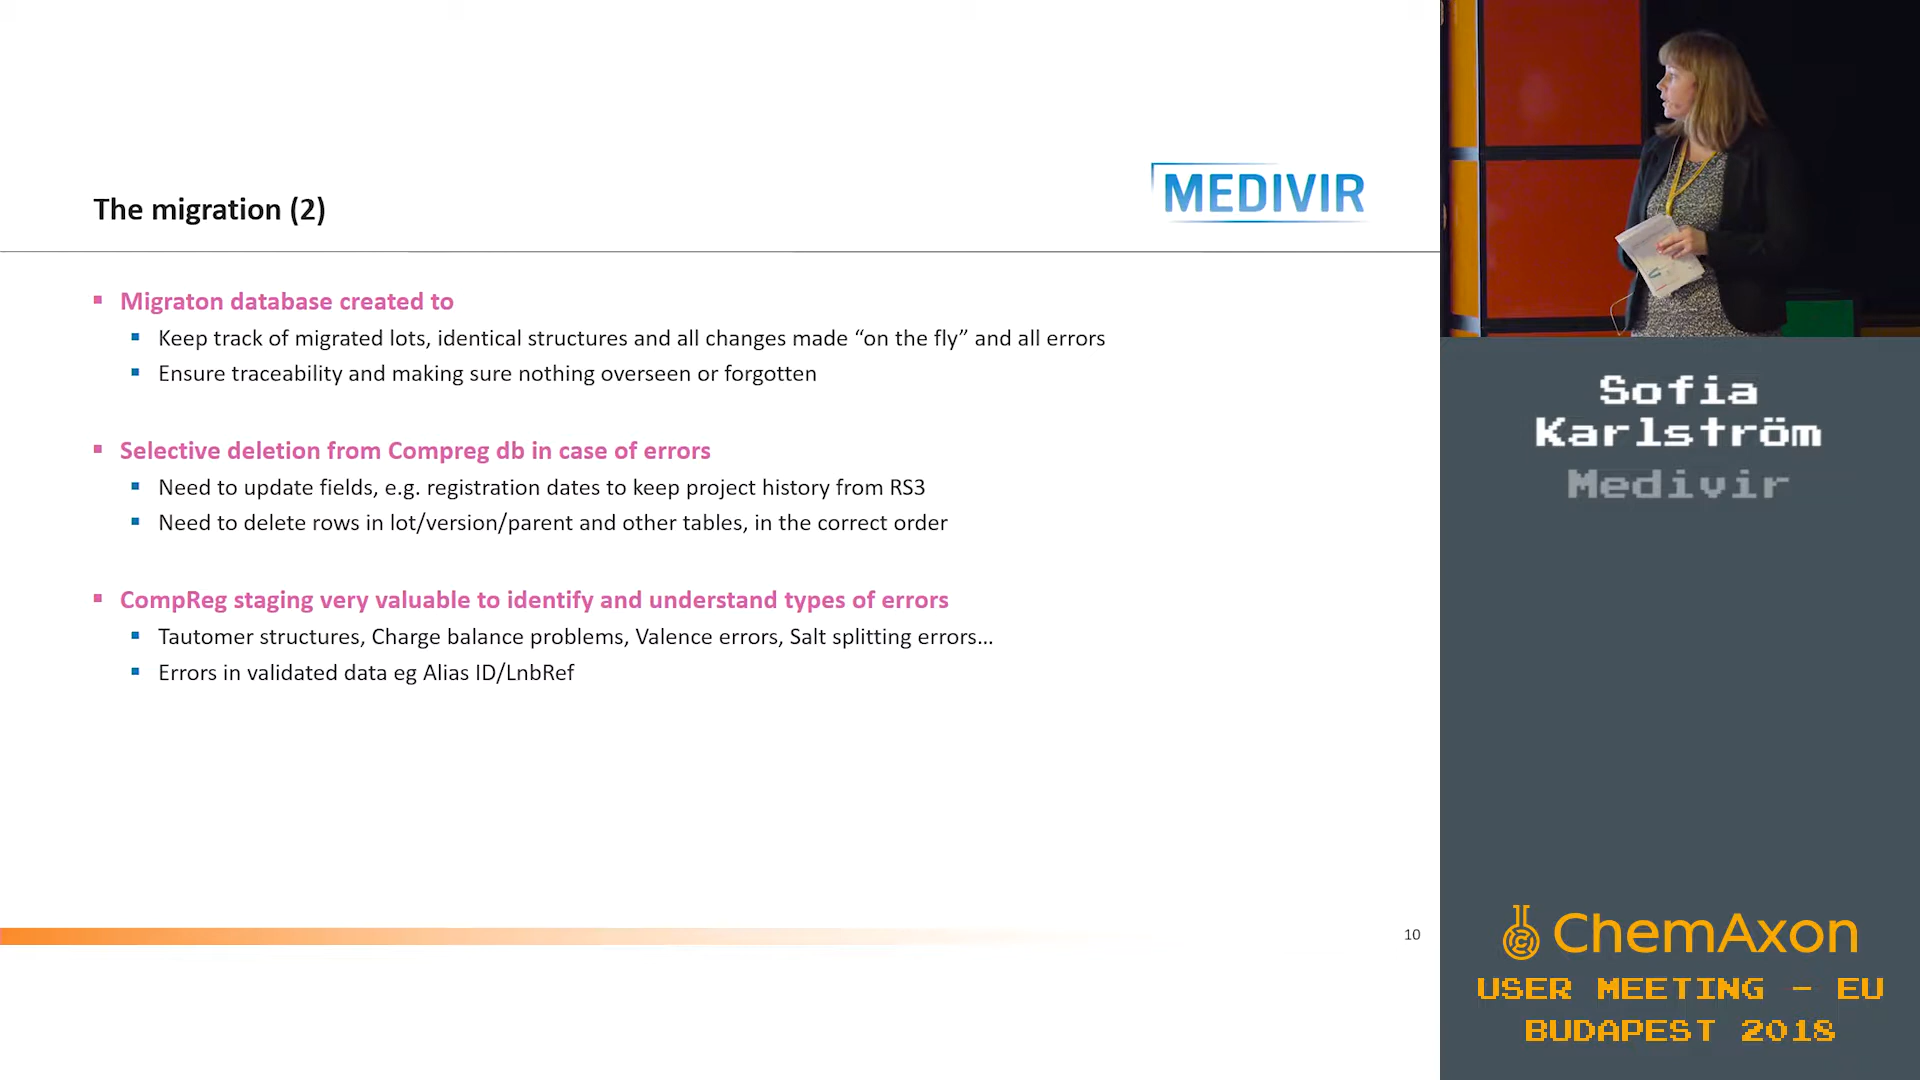 The migration (2)
MEDIVIR
Migraton database created to
Keep track of migrated lots, identical structures and all changes made “on the fly” and all errors
Ensure traceability and making sure nothing overseen or forgotten
Selective deletion from Compreg db in case of errors
Need to update fields, e.g. registration dates to keep project history from RS3
Need to delete rows in lot/version/parent and other tables, in the correct order
CompReg staging very valuable to identify and understand types of errors
Tautomer structures, Charge balance problems, Valence errors, Salt splitting errors...
Errors in validated data eg Alias ID/LnbRef
10
Sofia
Karlström
Medivir
ChemAxon
USER MEETING - EU
BUDAPEST 2018